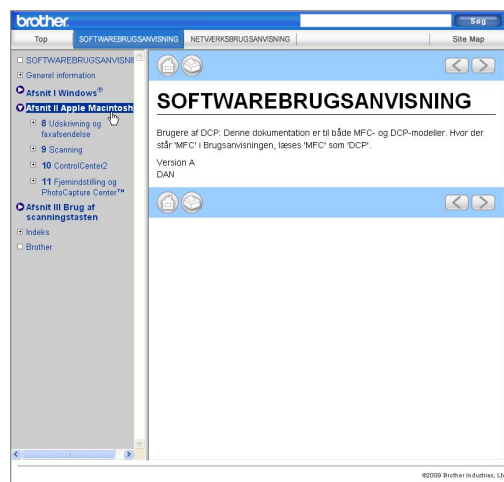 brother.
Søg
Top
SOFTWAREBRUGSANVISNING
NETVÆRKSBRUGSANVISNING
Site Map
SOFTWAREBRUGSANVISNI
Generel information
Afsnit I Windows®
Afsnit II Apple Macintosh
8 Udskrivning og
faxafsendelse
9 Scanning
10 ControlCenter2
11 Fjernindstilling og
PhotoCapture Center™
Afsnit III Brug af
scanningstasten
Indeks
Brother
SOFTWAREBRUGSANVISNING
Brugere af DCP: Denne dokumentation er til både MFC- og DCP-modeller. Hvor der
står 'MFC' i Brugsanvisningen, læses 'MFC' som 'DCP'.
Version A
DAN
©2009 Brother Industries, Lt